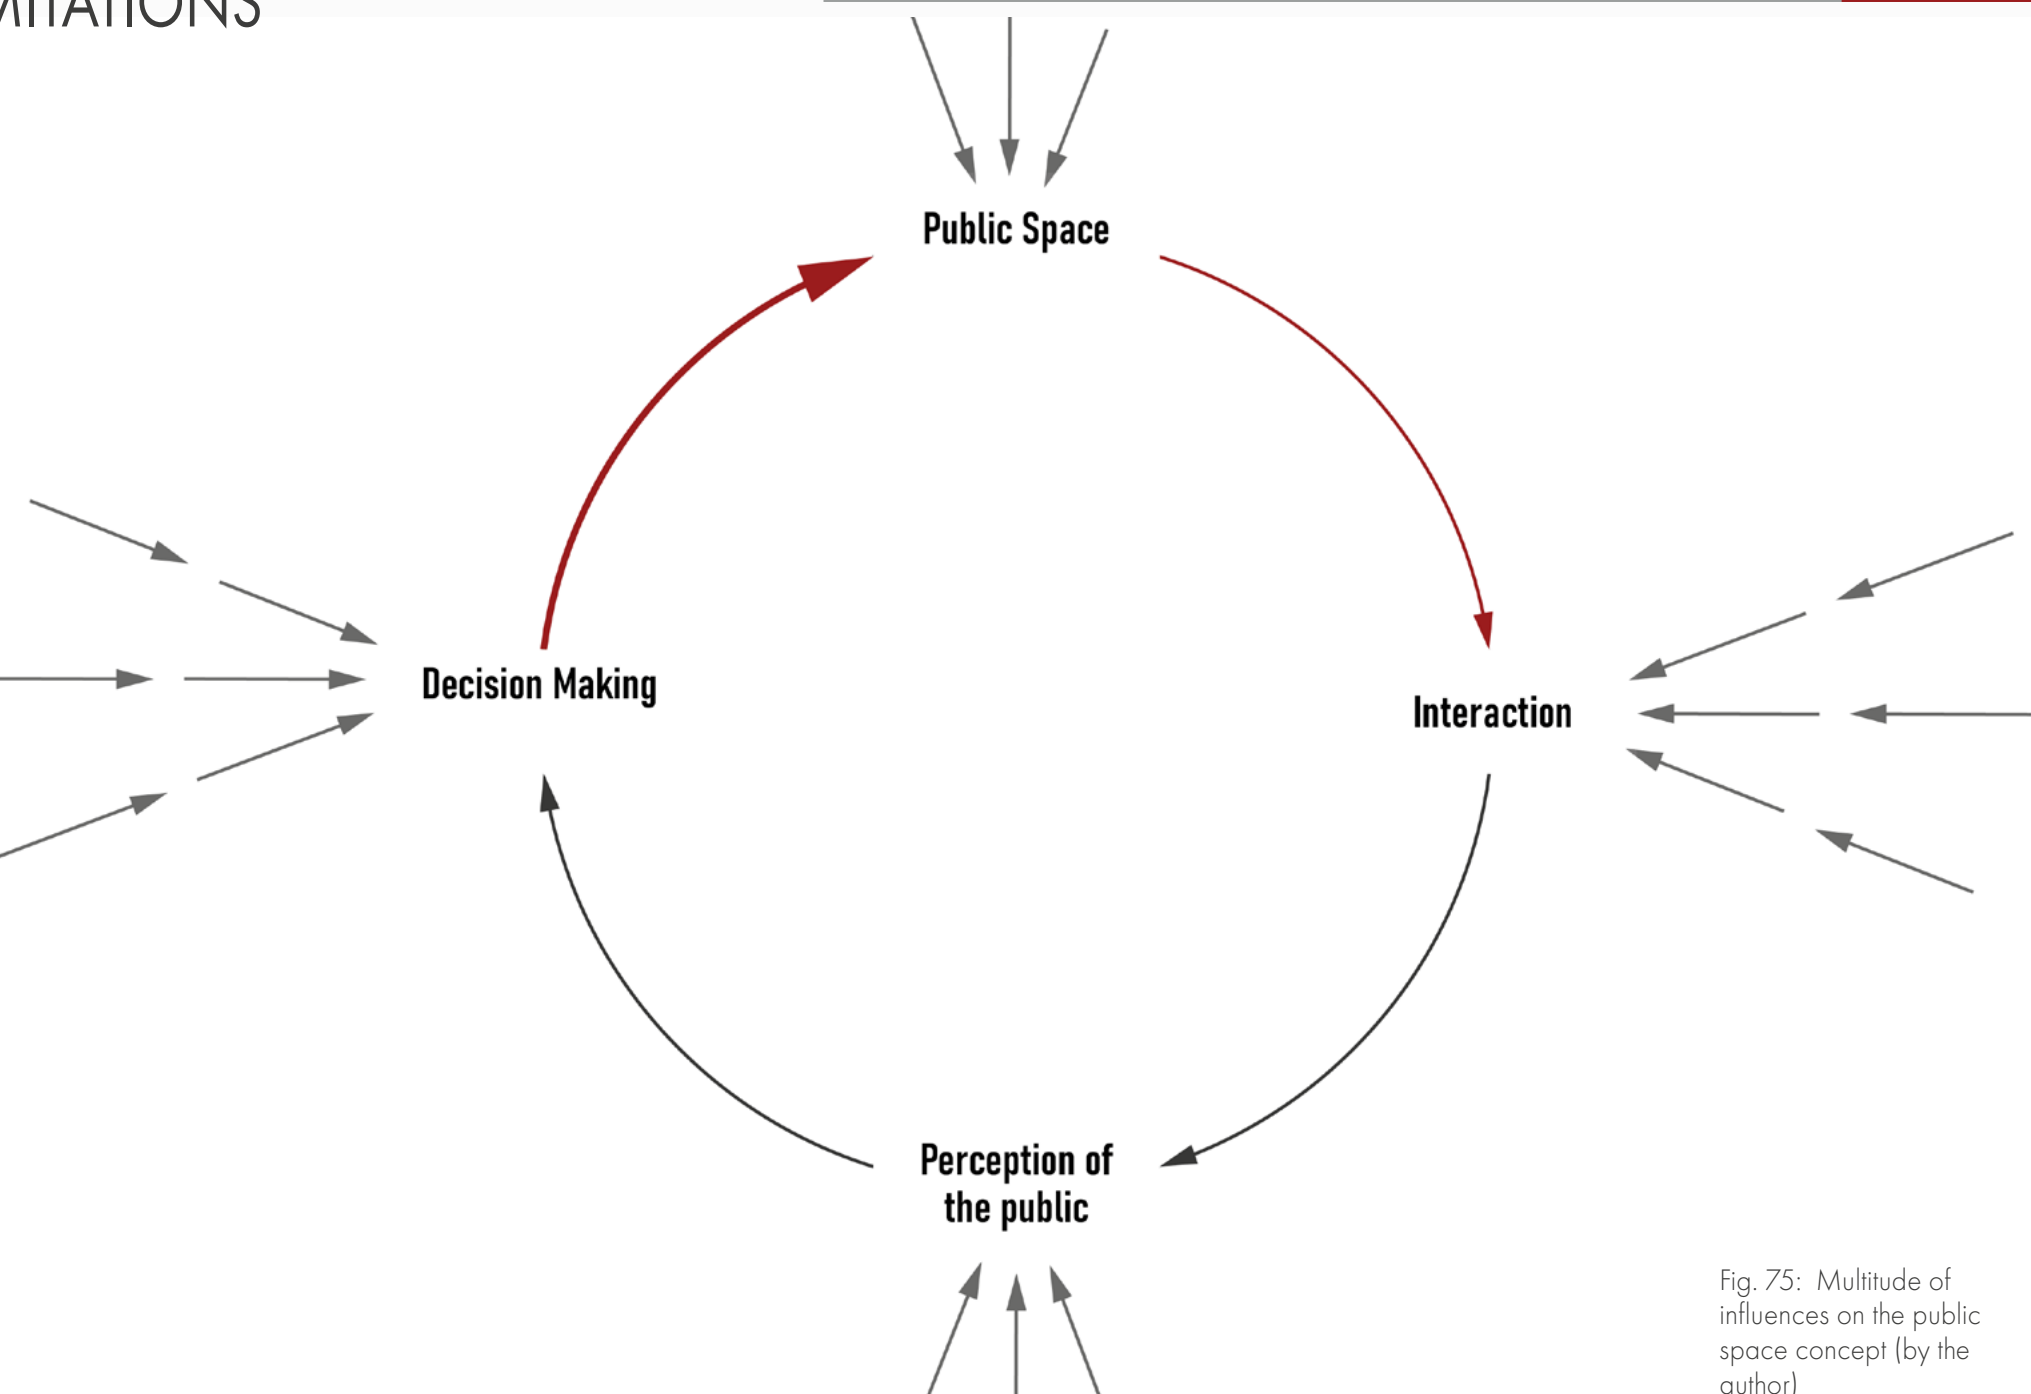 MITATIONS
Public Space
Decision Making
Interaction
Perception of
the public
Fig. 75: Multitude of
influences on the public
space concept (by the
author)